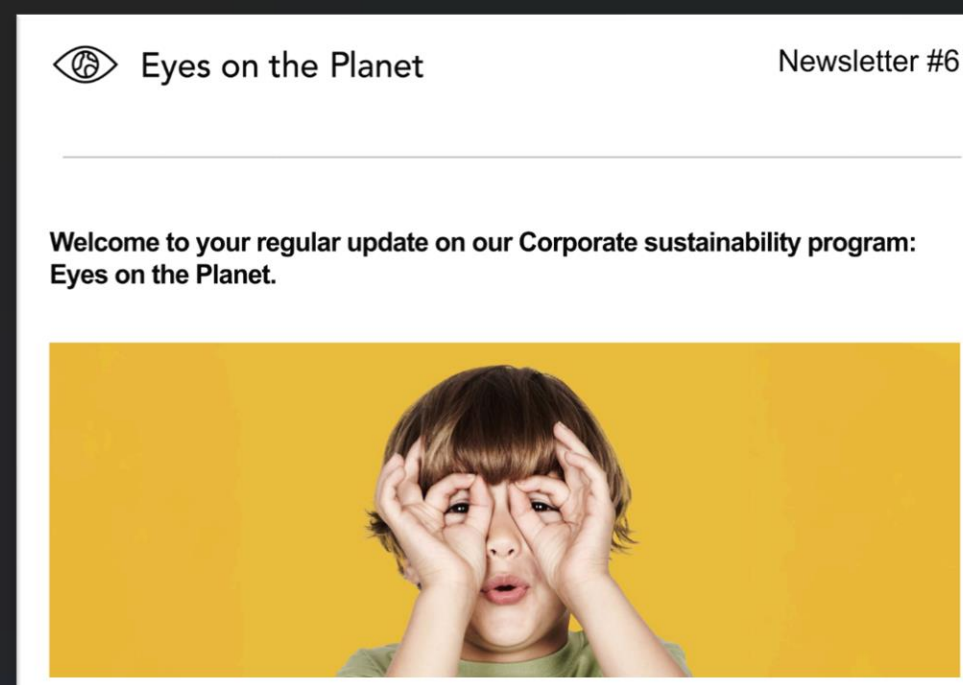 Eyes on the Planet
Newsletter #6
Welcome to your regular update on our Corporate sustainability program:
Eyes on the Planet.